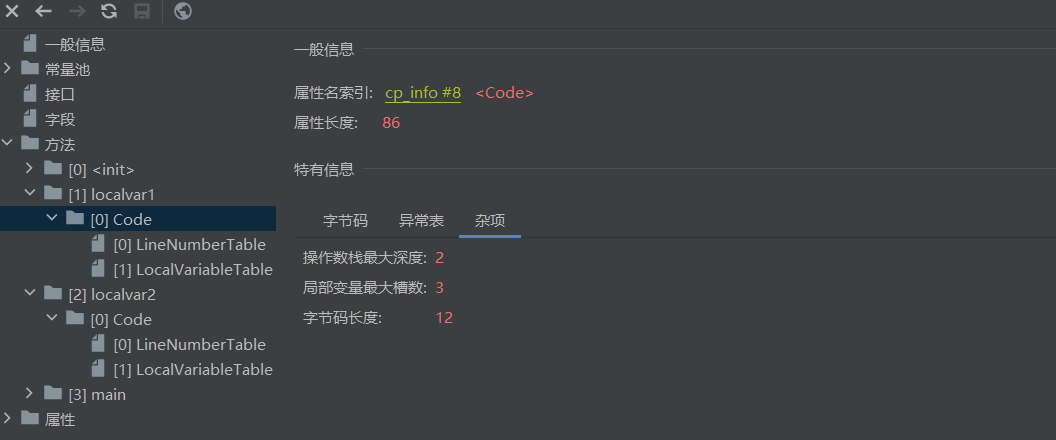 一般信息
常量池
接口
字段
方法
[0] <init>
[1] localvar1
[0] Code
[0] LineNumberTable
[1] LocalVariableTable
[2] localvar2
[0] Code
[0] LineNumberTable
[1] LocalVariableTable
[3] main
属性
一般信息
属性名索引: cp_info #8 <Code>
属性长度: 86
特有信息
字节码 异常表 杂项
操作数栈最大深度: 2
局部变量最大槽数: 3
字节码长度: 12